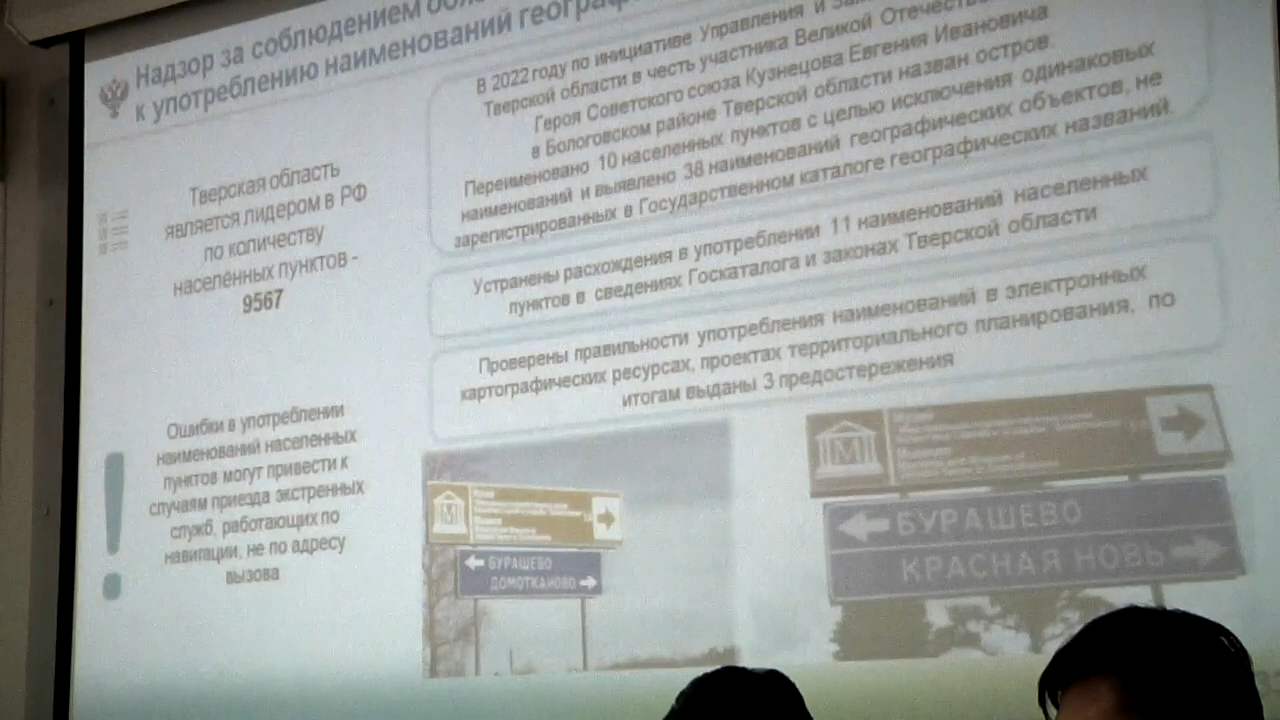 Надзор за соблюдением
к употреблению наименований
Тверская область
является лидером в РФ
по количеству
населённых пунктов -
9567
Ошибки в употреблении
наименований населенных
пунктов могут привести к
случаям приезда экстренных
служб, работающих по
навигации, не по адресу
вызова
В 2022 году по инициативе Управления и
Тверской области в честь участника Великой
Героя Советского союза Кузнецова Евгения Ивановича
в Бологовском районе Тверской области назван остров
Переименовано 10 населенных пунктов с целью исключения одинаковых
наименований и выявлено 38 наименований географических объектов, не
зарегистрированных в Государственном каталоге географических названий.
Устранены расхождения в употреблении 11 наименований населенных
пунктов в сведениях Госкаталога и законах Тверской области
Проверены правильности употребления наименований в электронных
картографических ресурсах, проектах территориального планирования, по
итогам выданы 3 предостережения
М
БУРАШЕВО
ДОМОТКАНОВО
М
БУРАШЕВО
КРАСНАЯ НОВЬ